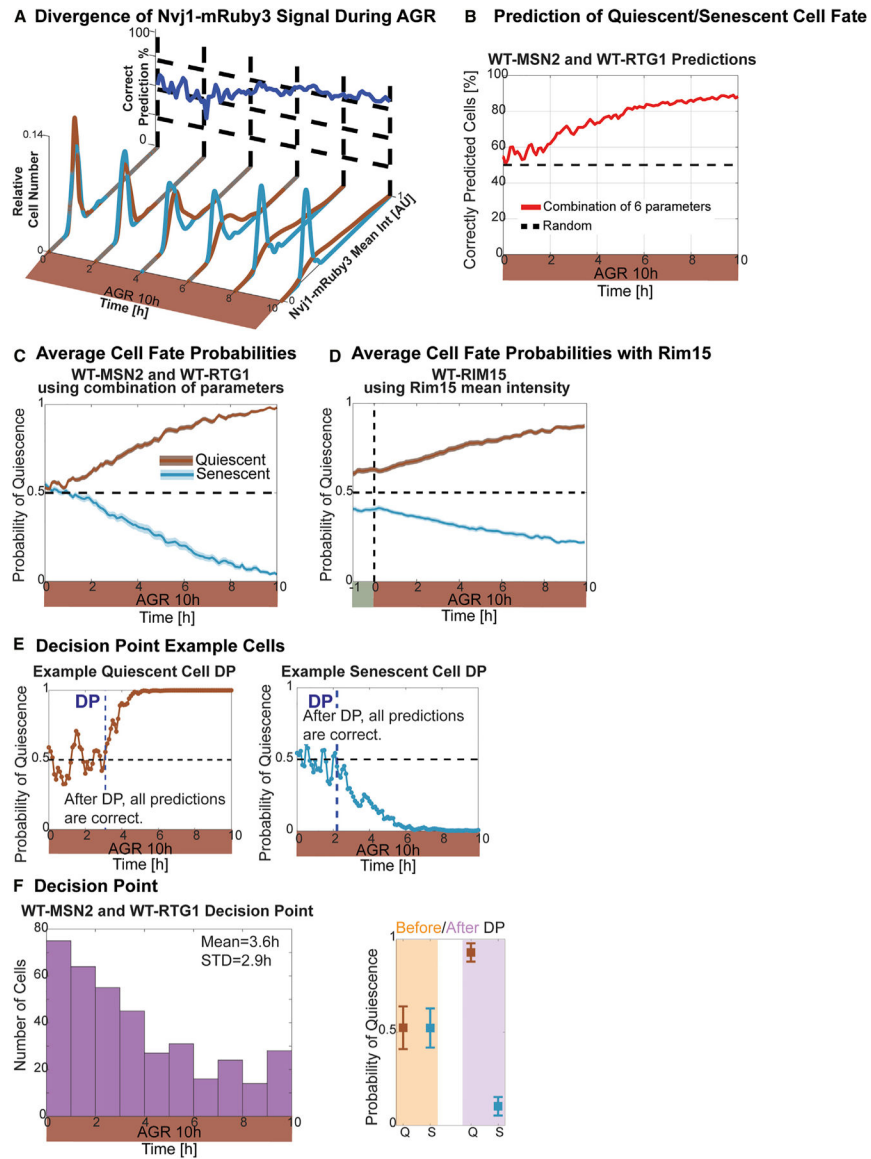 A Divergence of Nvj1-mRuby3 Signal During AGR
100
Correct
Prediction %
0
0.14
Relative
Cell Number
0
0 2 4 6 8 10
AGR 10h
Time [h]
0
1
Nvj1-mRuby3 Mean Int [AU]
B Prediction of Quiescent/Senescent Cell Fate
WT-MSN2 and WT-RTG1 Predictions
Correctly Predicted Cells [%]
100
80
60
40
20
0
Combination of 6 parameters
Random
0 2 4 6 8 10
AGR 10h
Time [h]
C Average Cell Fate Probabilities
WT-MSN2 and WT-RTG1
using combination of parameters
Probability of Quiescence
1
0.5
0
Quiescent
Senescent
0 2 4 6 8 10
AGR 10h
Time [h]
D Average Cell Fate Probabilities with Rim15
WT-RIM15
using Rim15 mean intensity
Probability of Quiescence
1
0.5
0
-1 0 2 4 6 8 10
AGR 10h
Time [h]
E Decision Point Example Cells
Example Quiescent Cell DP
Probability of Quiescence
1
0.5
0
DP
After DP, all predictions
are correct.
0 2 4 6 8 10
AGR 10h
Time [h]
Example Senescent Cell DP
Probability of Quiescence
1
0.5
0
DP
After DP, all predictions
are correct.
0 2 4 6 8 10
AGR 10h
Time [h]
F Decision Point
WT-MSN2 and WT-RTG1 Decision Point
Number of Cells
80
60
40
20
0
Mean=3.6h
STD=2.9h
0 2 4 6 8 10
AGR 10h
Time [h]
Before/After DP
Probability of Quiescence
1
0.5
0
Q S Q S